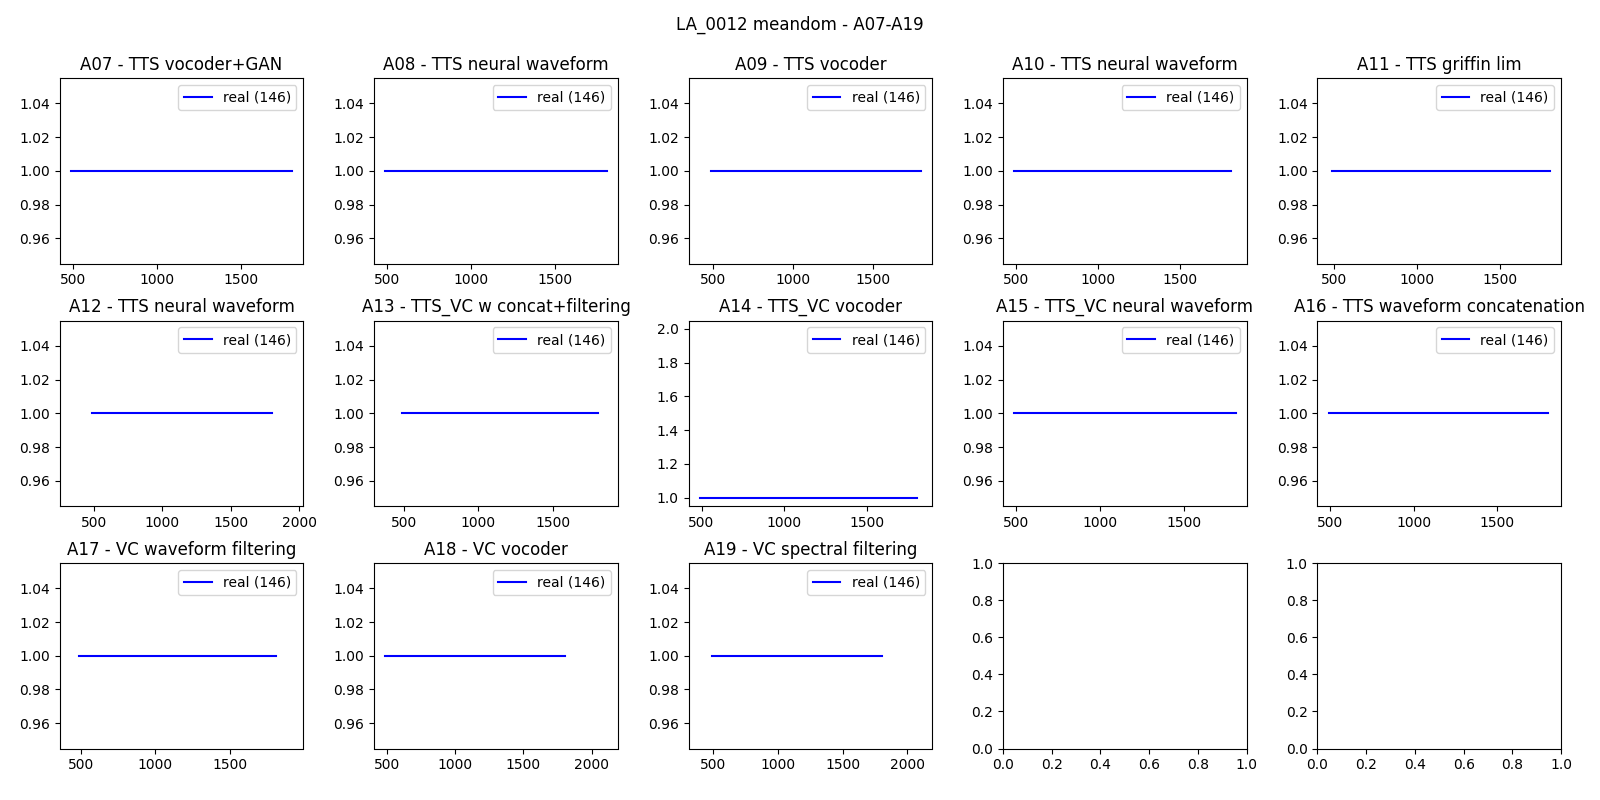 LA_0012 meandom - A07-A19
A07 - TTS vocoder+GAN
real (146)
1.04
1.02
1.00
0.98
0.96
500 1000 1500
A08 - TTS neural waveform
real (146)
1.04
1.02
1.00
0.98
0.96
500 1000 1500
A09 - TTS vocoder
real (146)
1.04
1.02
1.00
0.98
0.96
500 1000 1500
A10 - TTS neural waveform
real (146)
1.04
1.02
1.00
0.98
0.96
500 1000 1500
A11 - TTS griffin lim
real (146)
1.04
1.02
1.00
0.98
0.96
500 1000 1500
A12 - TTS neural waveform
real (146)
1.04
1.02
1.00
0.98
0.96
500 1000 1500 2000
A13 - TTS_VC w concat+filtering
real (146)
1.04
1.02
1.00
0.98
0.96
500 1000 1500
A14 - TTS_VC vocoder
real (146)
2.0
1.8
1.6
1.4
1.2
1.0
500 1000 1500
A15 - TTS_VC neural waveform
real (146)
1.04
1.02
1.00
0.98
0.96
500 1000 1500
A16 - TTS waveform concatenation
real (146)
1.04
1.02
1.00
0.98
0.96
500 1000 1500
A17 - VC waveform filtering
real (146)
1.04
1.02
1.00
0.98
0.96
500 1000 1500
A18 - VC vocoder
real (146)
1.04
1.02
1.00
0.98
0.96
500 1000 1500 2000
A19 - VC spectral filtering
real (146)
1.04
1.02
1.00
0.98
0.96
500 1000 1500 2000
1.0
0.8
0.6
0.4
0.2
0.0
0.0 0.2 0.4 0.6 0.8 1.0
1.0
0.8
0.6
0.4
0.2
0.0
0.0 0.2 0.4 0.6 0.8 1.0